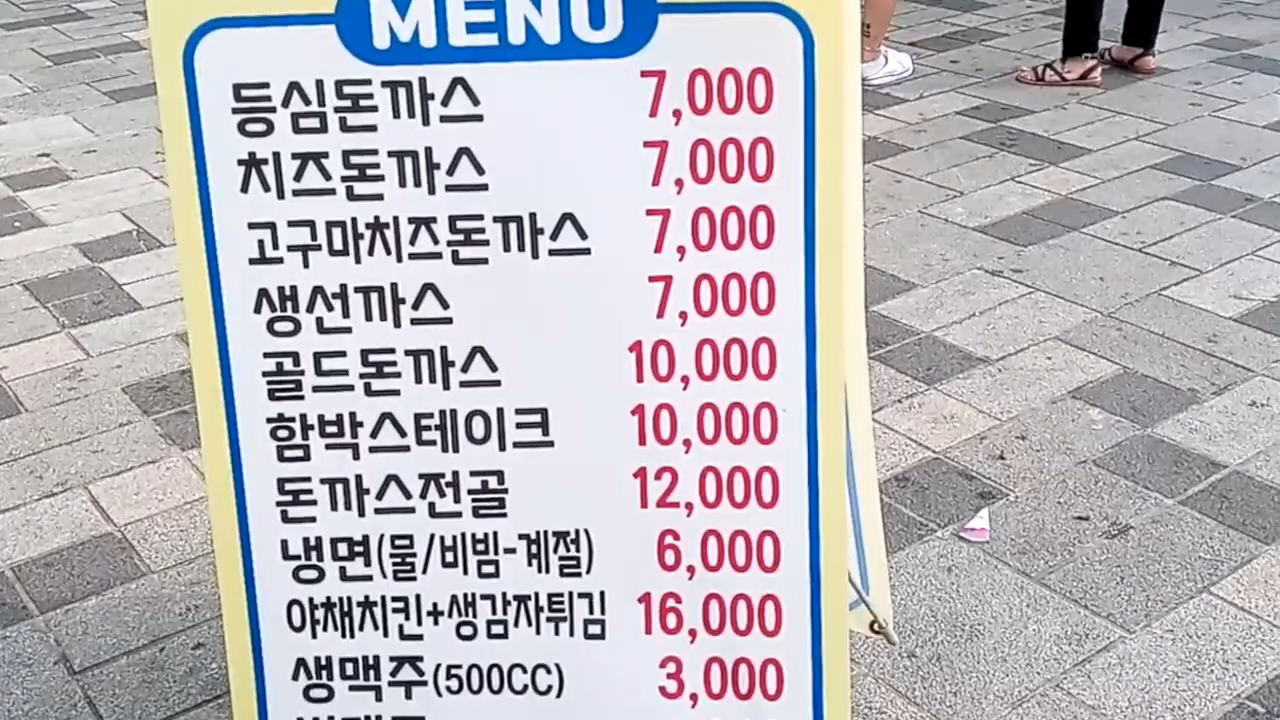 MENU
등심돈까스 7,000
치즈돈까스 7,000
고구마치즈돈까스 7,000
생선까스 7,000
골드돈까스 10,000
함박스테이크 10,000
돈까스전골 12,000
냉면(물/비빔-계절) 6,000
야채치킨+생감자튀김 16,000
생맥주(500CC) 3,000